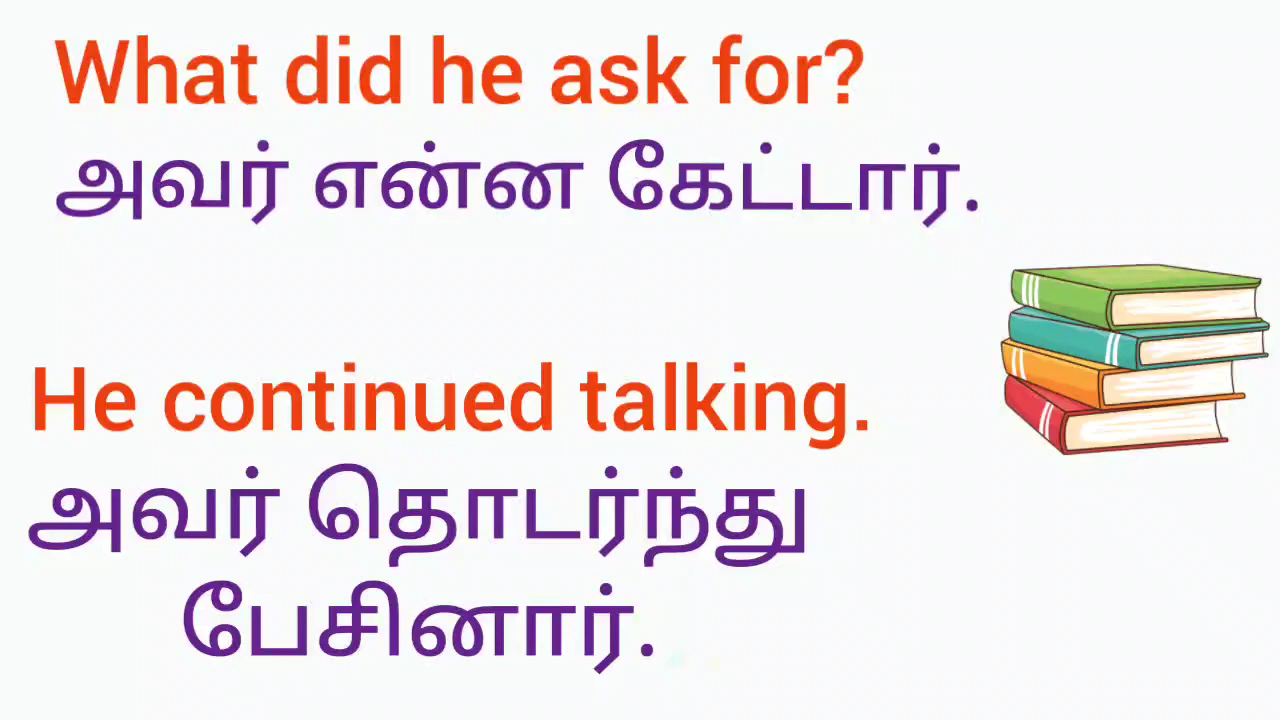 What did he ask for?
அவர் என்ன கேட்டார்.
He continued talking.
அவர் தொடர்ந்து
பேசினார்.